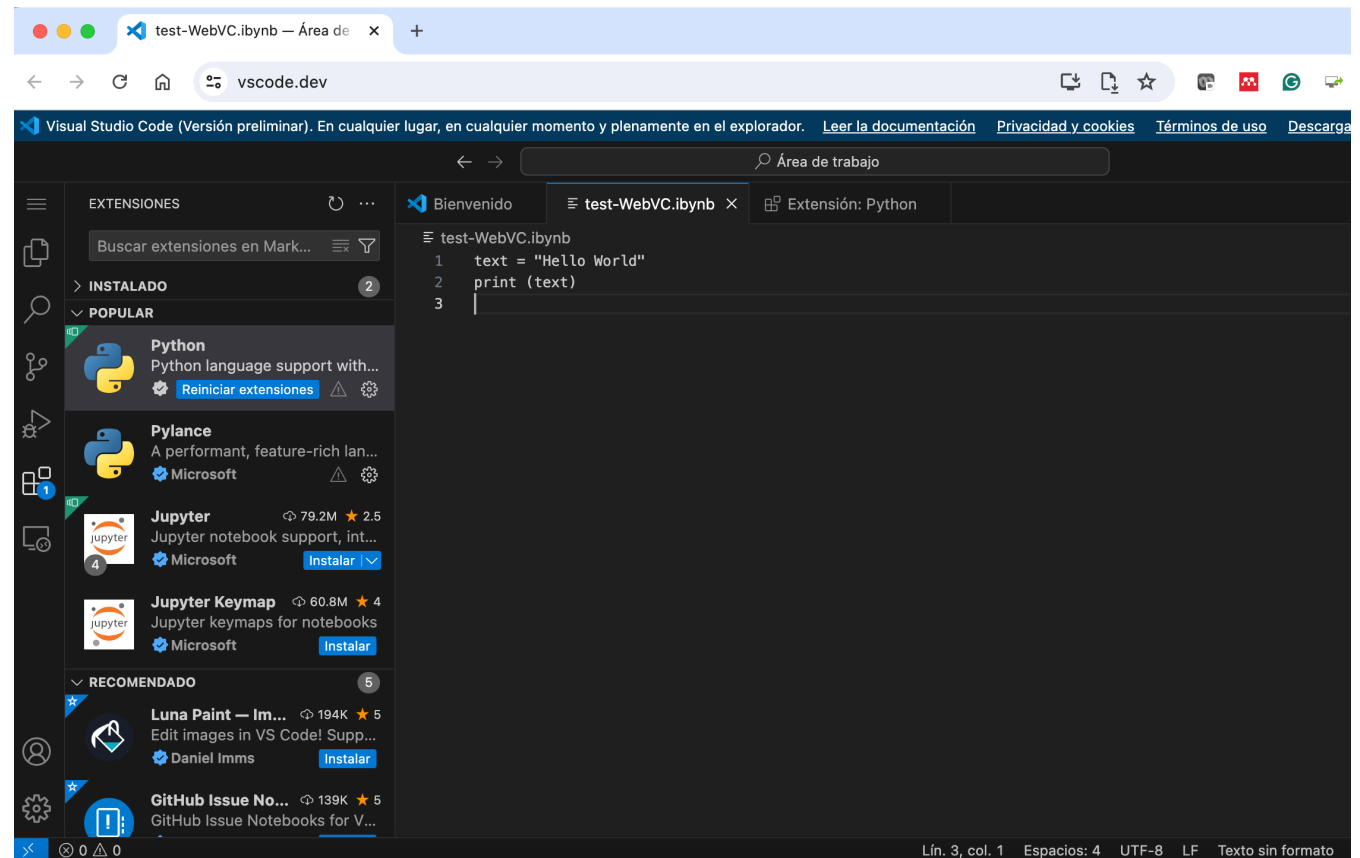 test-WebVC.ibynb — Área de
vscode.dev
Visual Studio Code (Versión preliminar). En cualquier lugar, en cualquier momento y plenamente en el explorador. Leer la documentación Privacidad y cookies Términos de uso Descarga
Área de trabajo
EXTENSIONES
Bienvenido test-WebVC.ibynb Extensión: Python
Buscar extensiones en Mark...
INSTALADO 2
POPULAR
Python
Python language support with...
Reiniciar extensiones
Pylance
A performant, feature-rich lan...
Microsoft
1
Jupyter 79.2M ★ 2.5
Jupyter notebook support, int...
Microsoft Instalar
jupyter
4
Jupyter Keymap 60.8M ★ 4
Jupyter keymaps for notebooks
Microsoft Instalar
jupyter
RECOMENDADO 5
Luna Paint — Im... 194K ★ 5
Edit images in VS Code! Supp...
Daniel Imms Instalar
GitHub Issue No... 139K ★ 5
GitHub Issue Notebooks for V...
test-WebVC.ibynb
1 text = "Hello World"
2 print (text)
3
0 0 Lín. 3, col. 1 Espacios: 4 UTF-8 LF Texto sin formato